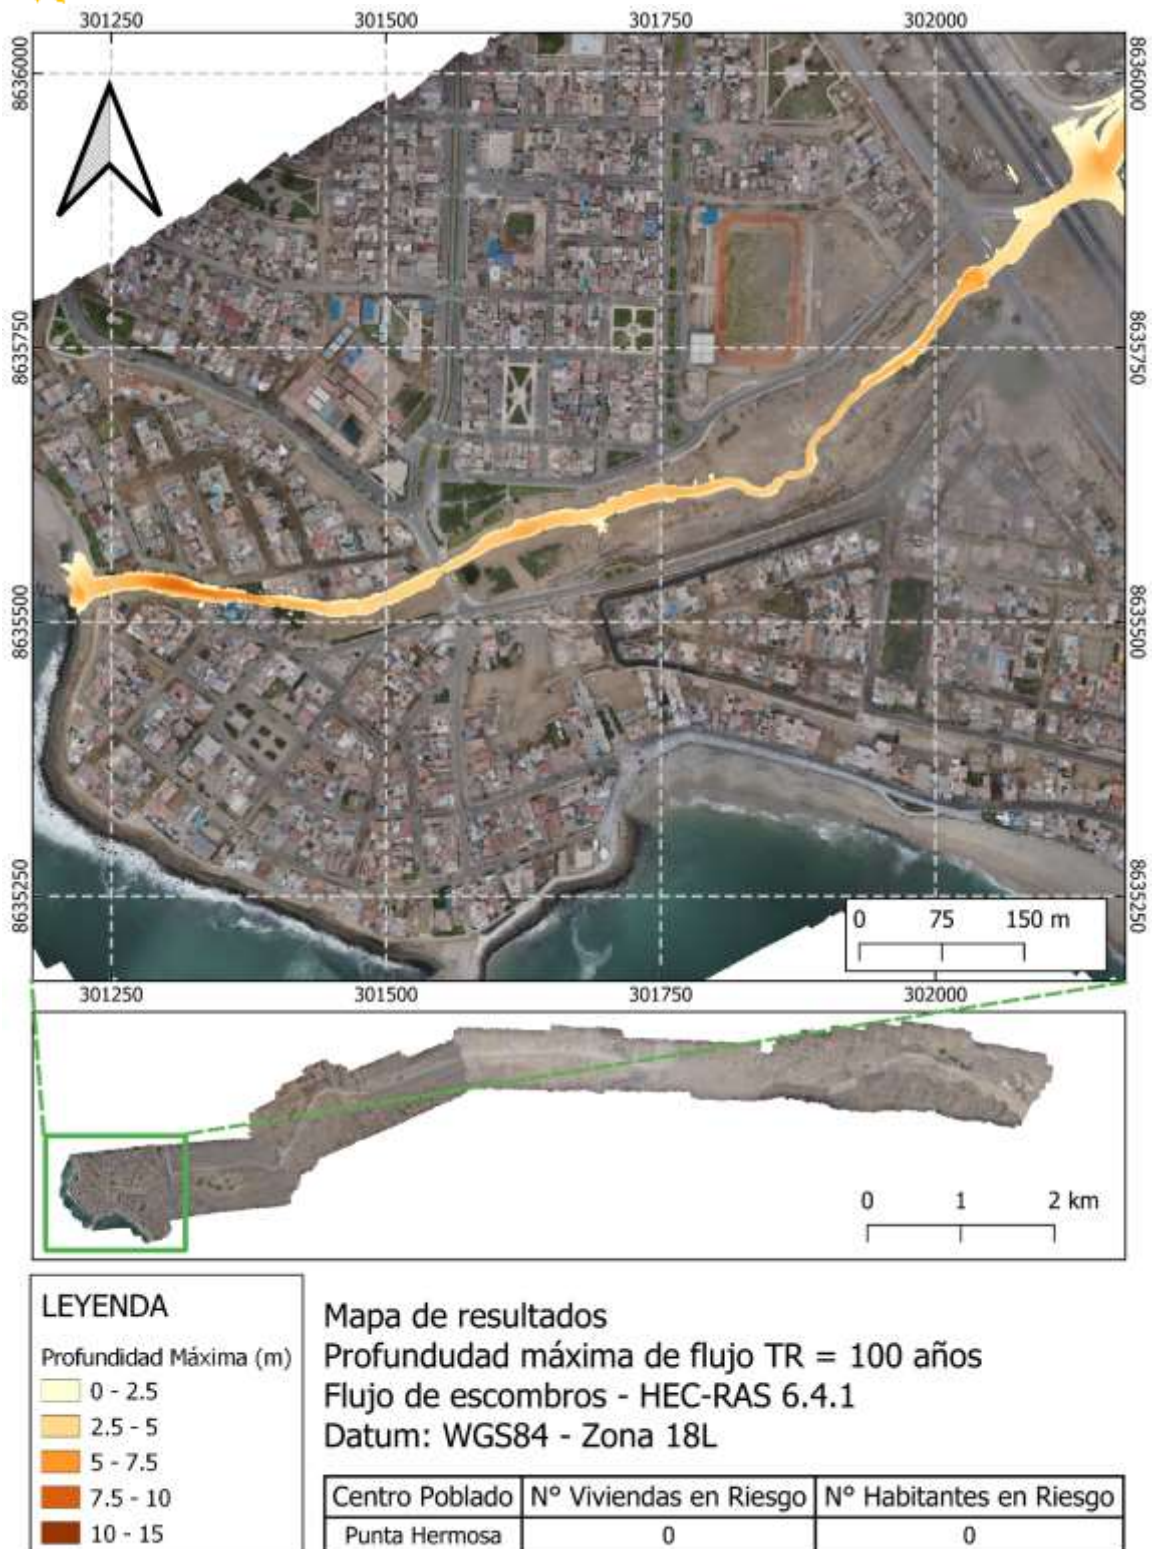 301250 301500 301750 302000
8636000 8636000
8635750 8635750
8635500 8635500
8635250 8635250
0 75 150 m
301250 301500 301750 302000
0 1 2 km
LEYENDA
Profundidad Máxima (m)
0 - 2.5
2.5 - 5
5 - 7.5
7.5 - 10
10 - 15
Mapa de resultados
Profundudad máxima de flujo TR = 100 años
Flujo de escombros - HEC-RAS 6.4.1
Datum: WGS84 - Zona 18L
Centro Poblado N° Viviendas en Riesgo N° Habitantes en Riesgo
Punta Hermosa 0 0